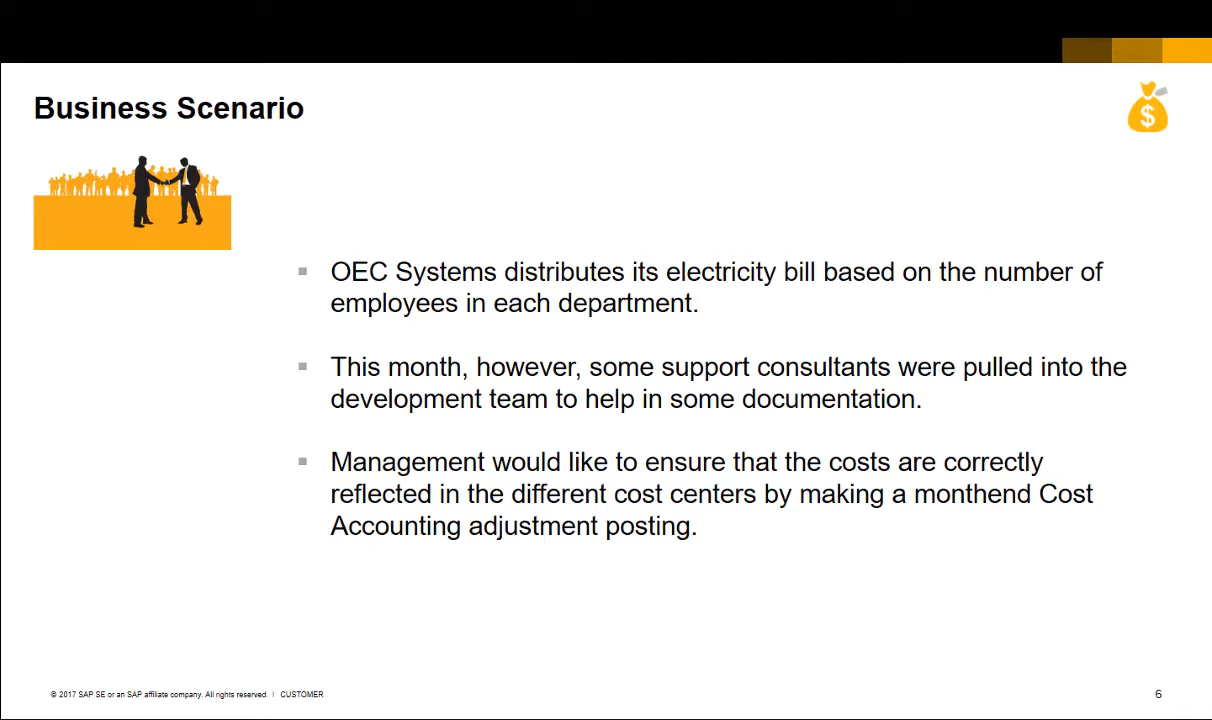 Business Scenario
$
▪ OEC Systems distributes its electricity bill based on the number of
employees in each department.
▪ This month, however, some support consultants were pulled into the
development team to help in some documentation.
▪ Management would like to ensure that the costs are correctly
reflected in the different cost centers by making a monthend Cost
Accounting adjustment posting.
© 2017 SAP SE or an SAP affiliate company. All rights reserved. | CUSTOMER
6